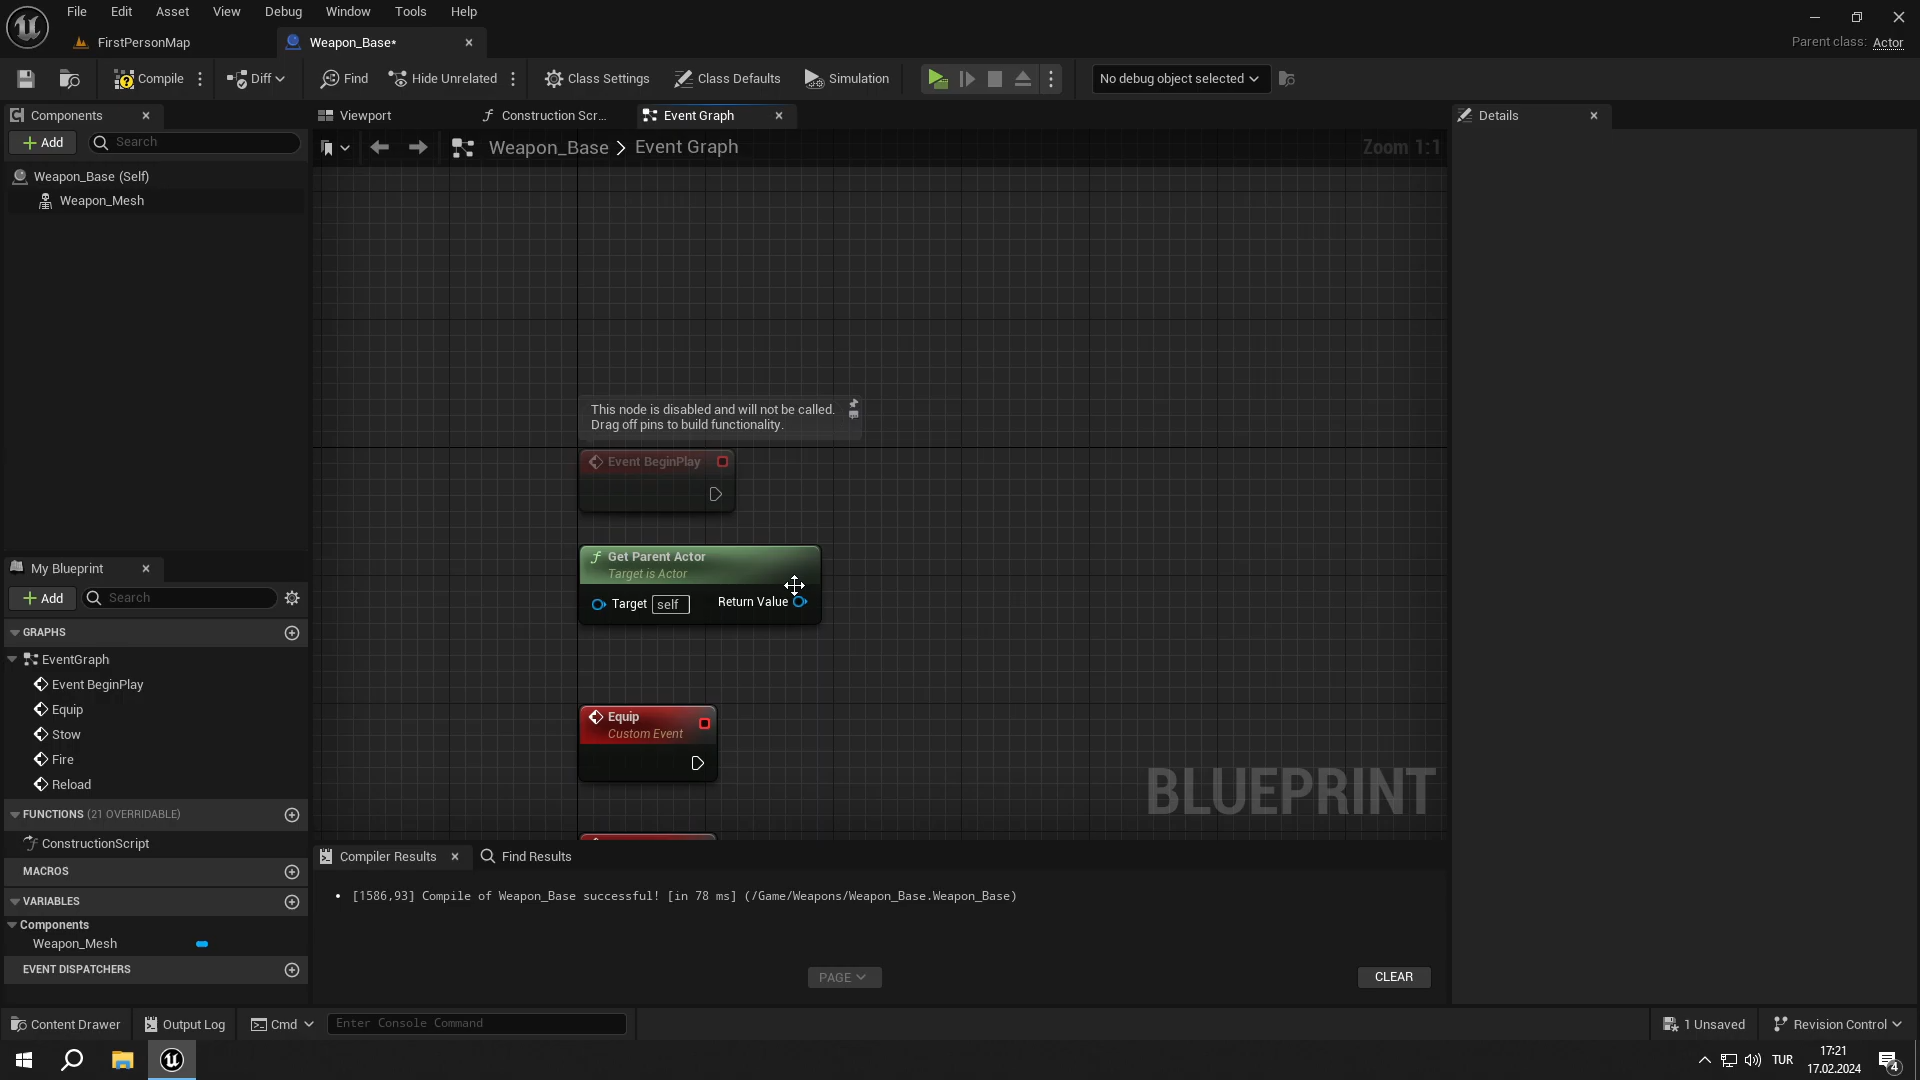 File Edit Asset View Debug Window Tools Help
FirstPersonMap
Weapon_Base*
Parent class: Actor
Compile
Diff
Find
Hide Unrelated
Class Settings
Class Defaults
Simulation
No debug object selected
Components
Add
Search
Weapon_Base (Self)
Weapon_Mesh
Viewport
Construction Scr...
Event Graph
Weapon_Base > Event Graph
Zoom 1:1
Details
This node is disabled and will not be called.
Drag off pins to build functionality.
Event BeginPlay
Get Parent Actor
Target is Actor
Target self
Return Value
Equip
Custom Event
BLUEPRINT
My Blueprint
Add
Search
GRAPHS
EventGraph
Event BeginPlay
Equip
Stow
Fire
Reload
FUNCTIONS (21 OVERRIDABLE)
ConstructionScript
MACROS
VARIABLES
Components
Weapon_Mesh
EVENT DISPATCHERS
Compiler Results
Find Results
[1586,93] Compile of Weapon_Base successful! [in 78 ms] (/Game/Weapons/Weapon_Base.Weapon_Base)
PAGE
CLEAR
Content Drawer
Output Log
Cmd
Enter Console Command
1 Unsaved
Revision Control
TUR
17:21
17.02.2024
4